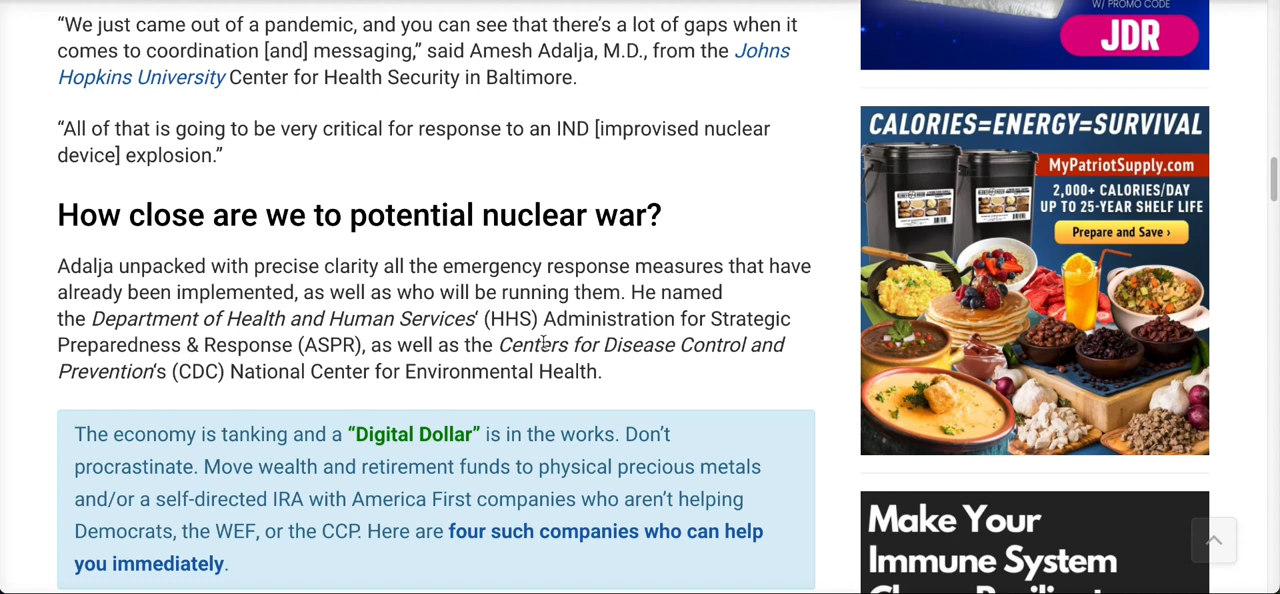 “We just came out of a pandemic, and you can see that there’s a lot of gaps when it
comes to coordination [and] messaging,” said Amesh Adalja, M.D., from the Johns
Hopkins University Center for Health Security in Baltimore.
“All of that is going to be very critical for response to an IND [improvised nuclear
device] explosion.”
How close are we to potential nuclear war?
Adalja unpacked with precise clarity all the emergency response measures that have
already been implemented, as well as who will be running them. He named
the Department of Health and Human Services‘ (HHS) Administration for Strategic
Preparedness & Response (ASPR), as well as the Centers for Disease Control and
Prevention‘s (CDC) National Center for Environmental Health.
The economy is tanking and a “Digital Dollar” is in the works. Don’t
procrastinate. Move wealth and retirement funds to physical precious metals
and/or a self-directed IRA with America First companies who aren’t helping
Democrats, the WEF, or the CCP. Here are four such companies who can help
you immediately.
W/ PROMO CODE
JDR
CALORIES=ENERGY=SURVIVAL
MyPatriotSupply.com
2,000+ CALORIES/DAY
UP TO 25-YEAR SHELF LIFE
Prepare and Save ›
Make Your
Immune System